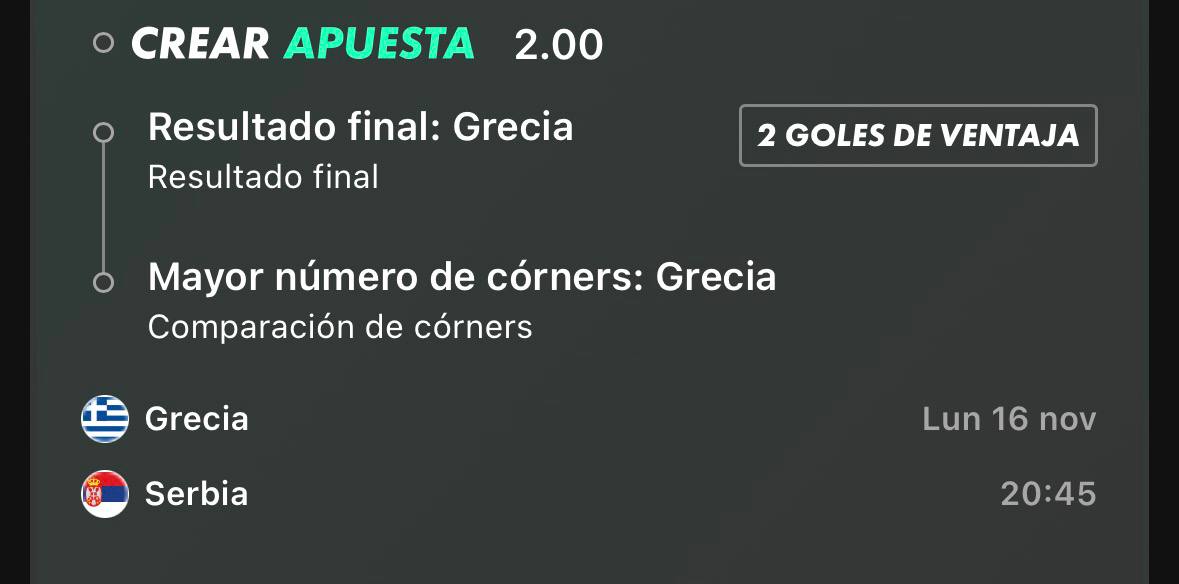 CREAR APUESTA 2.00
Resultado final: Grecia
2 GOLES DE VENTAJA
Resultado final
Mayor número de córners: Grecia
Comparación de córners
Grecia
Lun 16 nov
Serbia
20:45